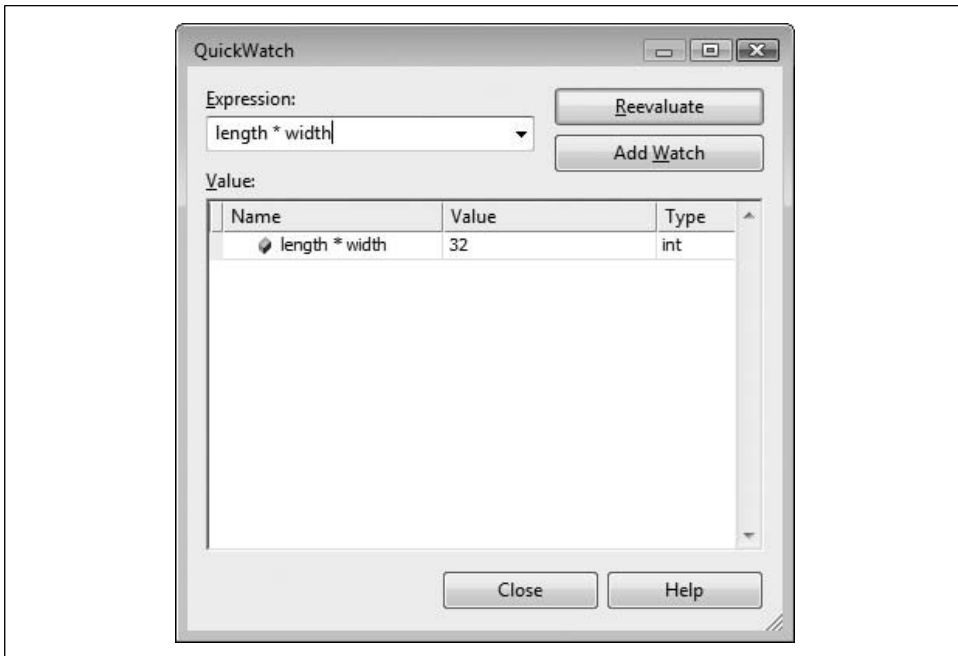 QuickWatch
Expression:
Reevaluate
length * width
Add Watch
Value:
Name Value Type
length * width 32 int
Close Help